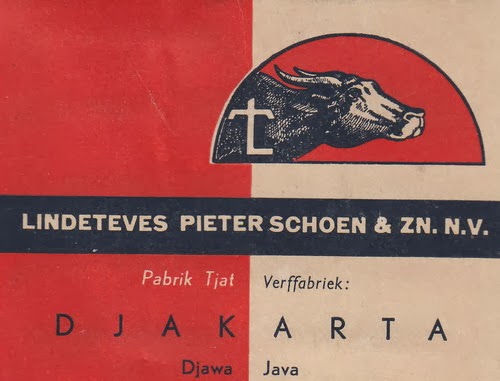 LINDETEVES PIETER SCHOEN & ZN. N.V.
Pabrik Tjat Verffabriek:
DJAKARTA
Djawa Java